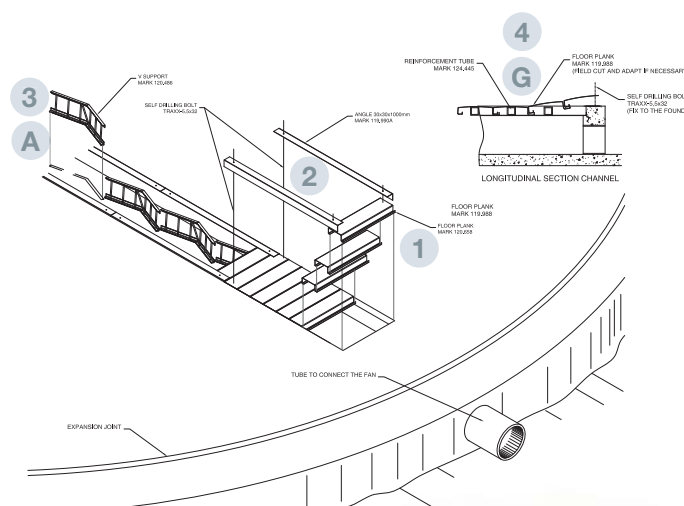 4
G
REINFORCEMENT TUBE
MARK 124,445
FLOOR PLANK
MARK 119,988
(FIELD CUT AND ADAPT IF NECESSAR
SELF DRILLING BOL
TRAXX-5.5x32
(FIX TO THE FOUND
LONGITUDINAL SECTION CHANNEL
3
A
V SUPPORT
MARK 120,486
SELF DRILLING BOLT
TRAXX-5.5x32
ANGLE 30x30x1000mm
MARK 119,990A
2
FLOOR PLANK
MARK 119.988
FLOOR PLANK
MARK 120,658
1
TUBE TO CONNECT THE FAN
EXPANSION JOINT